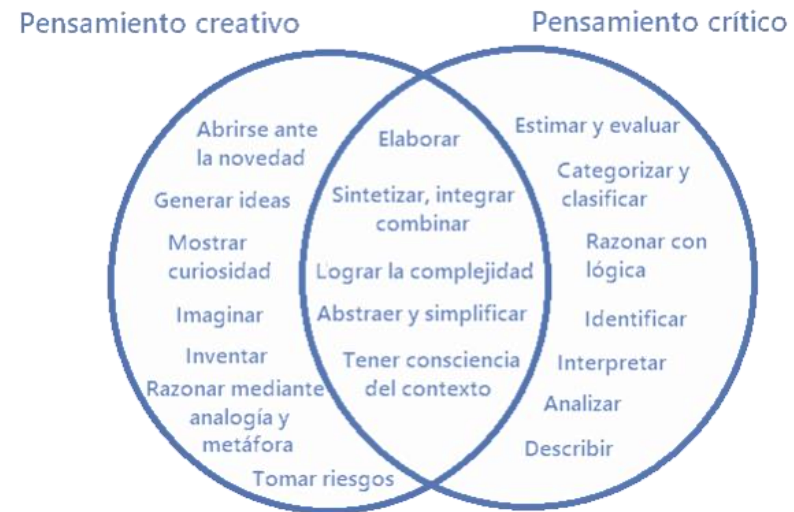 Pensamiento creativo
Pensamiento crítico
Abrirse ante
la novedad
Generar ideas
Mostrar
curiosidad
Imaginar
Inventar
Razonar mediante
analogía y
metáfora
Tomar riesgos
Elaborar
Sintetizar, integrar
combinar
Lograr la complejidad
Abstraer y simplificar
Tener consciencia
del contexto
Estimar y evaluar
Categorizar y
clasificar
Razonar con
lógica
Identificar
Interpretar
Analizar
Describir